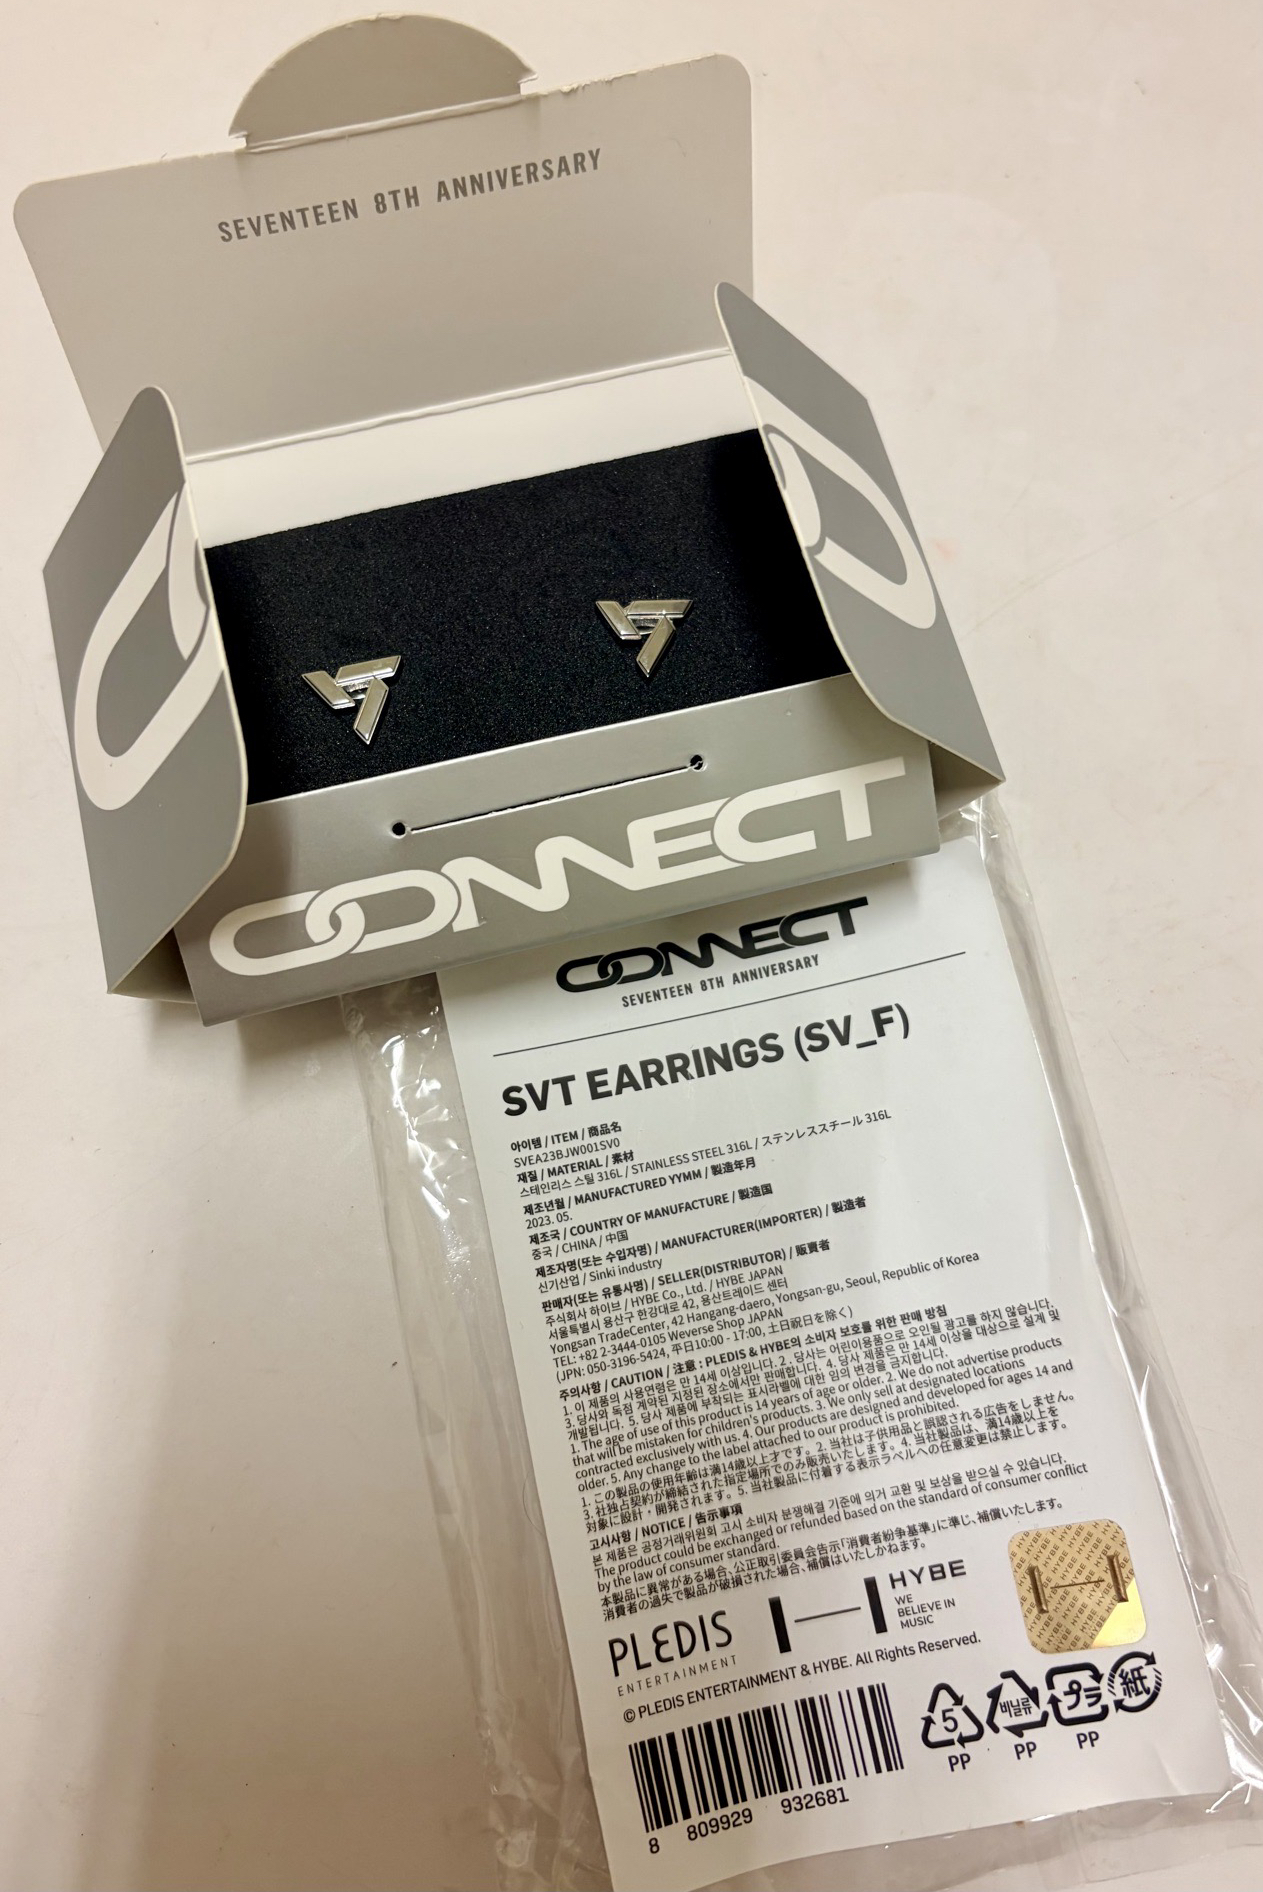 SEVENTEEN 8TH ANNIVERSARY
CONNECT
CONNECT
SEVENTEEN 8TH ANNIVERSARY
SVT EARRINGS (SV_F)
아이템 / ITEM / 商品名
SVEA23BJW001SV0
재질 / MATERIAL / 素材
스테인리스 스틸 316L / STAINLESS STEEL 316L / ステンレススチール 316L
제조년월 / MANUFACTURED YYMM / 製造年月
2023. 05.
제조국 / COUNTRY OF MANUFACTURE / 製造国
중국 / CHINA / 中国
제조자명(또는 수입자명) / MANUFACTURER(IMPORTER) / 製造者
신기산업 / Sinki industry
판매자(또는 유통사명) / SELLER(DISTRIBUTOR) / 販賣者
주식회사 하이브 / HYBE Co., Ltd. / HYBE JAPAN
서울특별시 용산구 한강대로 42, 용산트레이드 센터
Yongsan TradeCenter, 42 Hangang-daero, Yongsan-gu, Seoul, Republic of Korea
TEL: +82 2-3444-0105 Weverse Shop JAPAN
(JPN: 050-3196-5424, 平日10:00 - 17:00, 土日祝日を除く)
주의사항 / CAUTION / 注意 : PLEDIS & HYBE의 소비자 보호를 위한 판매 방침
1. 이 제품의 사용연령은 만 14세 이상입니다. 2. 당사는 어린이용품으로 오인될 광고를 하지 않습니다.
3. 당사와 독점 계약된 지정된 장소에서만 판매합니다. 4. 당사 제품은 만 14세 이상을 대상으로 설계 및
개발됩니다. 5. 당사 제품에 부착되는 표시라벨에 대한 임의 변경을 금지합니다.
1. The age of use of this product is 14 years of age or older. 2. We do not advertise products
that will be mistaken for children's products. 3. We only sell at designated locations
contracted exclusively with us. 4. Our products are designed and developed for ages 14 and
older. 5. Any change to the label attached to our product is prohibited.
1. この製品の使用年齢は満14歳以上才です。2. 当社は子供用品と誤認される広告をしません。
3. 社独占契約が締結された指定場所でのみ販売いたします。4. 当社製品は、満14歳以上を
対象に設計・開発されます。5. 当社製品に付着する表示ラベルへの任意変更は禁止します。
고시사항 / NOTICE / 告示事項
본 제품은 공정거래위원회 고시 소비자 분쟁해결 기준에 의거 교환 및 보상을 받으실 수 있습니다.
The product could be exchanged or refunded based on the standard of consumer conflict
by the law of consumer standard.
本製品に異常がある場合、公正取引委員会告示「消費者紛争基準」に準じ、補償いたします。
消費者の過失で製品が破損された場合、補償はいたしかねます。
PLEDIS
ENTERTAINMENT
HYBE
WE
BELIEVE IN
MUSIC
© PLEDIS ENTERTAINMENT & HYBE. All Rights Reserved.
8 809929 932681
5
PP
비닐류
PP
プラ
PP
紙